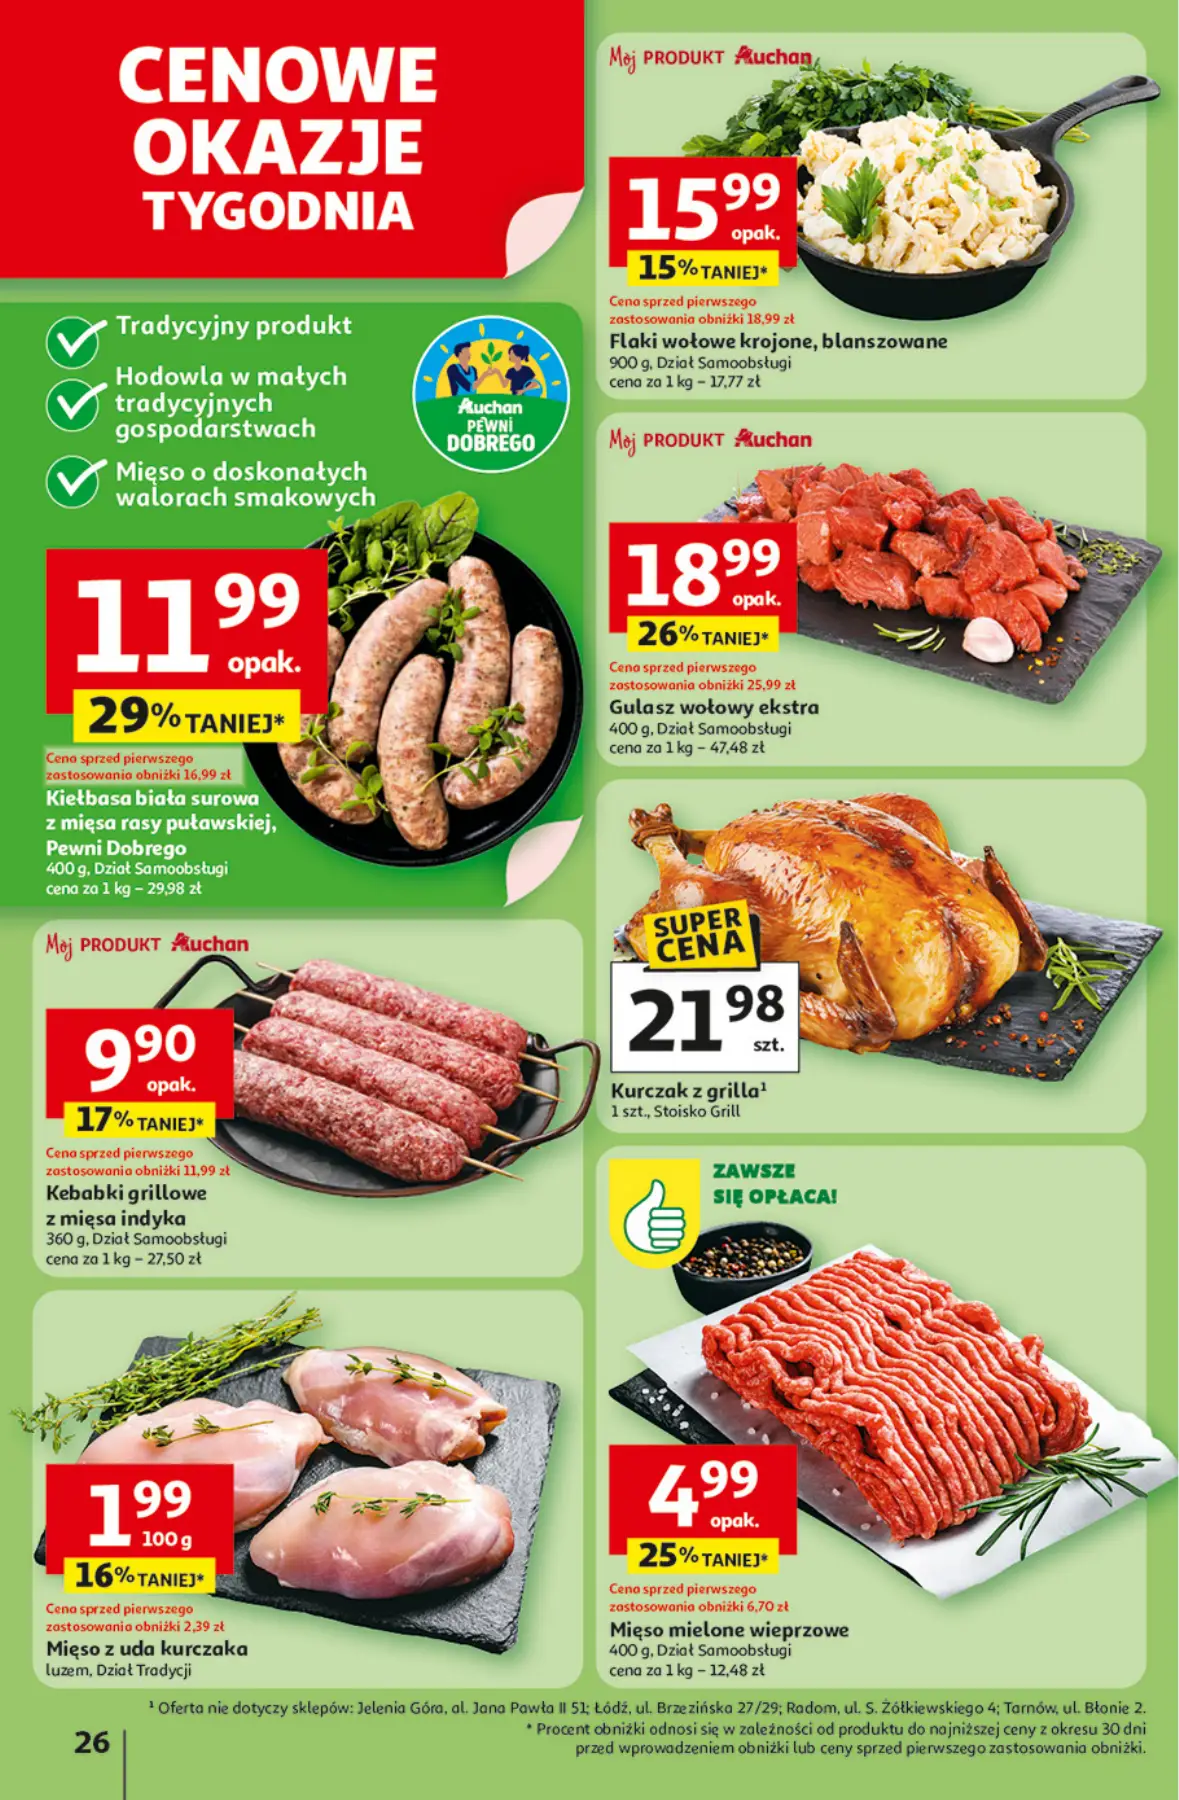 CENOWE
OKAZJE
TYGODNIA
Tradycyjny produkt
Hodowla w małych
tradycyjnych
gospodarstwach
Mięso o doskonałych
walorach smakowych
Auchan
PEWNI
DOBREGO
11 99
opak.
29% TANIEJ*
Cena sprzed pierwszego
zastosowania obniżki 16,99 zł
Kiełbasa biała surowa
z mięsa rasy puławskiej,
Pewni Dobrego
400 g, Dział Samoobsługi
cena za 1 kg – 29,98 zł
Mój PRODUKT Auchan
9 90
opak.
17% TANIEJ*
Cena sprzed pierwszego
zastosowania obniżki 11,99 zł
Kebabki grillowe
z mięsa indyka
360 g, Dział Samoobsługi
cena za 1 kg – 27,50 zł
1 99
100 g
16% TANIEJ*
Cena sprzed pierwszego
zastosowania obniżki 2,39 zł
Mięso z uda kurczaka
luzem, Dział Tradycji
Mój PRODUKT Auchan
15 99
opak.
15% TANIEJ*
Cena sprzed pierwszego
zastosowania obniżki 18,99 zł
Flaki wołowe krojone, blanszowane
900 g, Dział Samoobsługi
cena za 1 kg – 17,77 zł
Mój PRODUKT Auchan
18 99
opak.
26% TANIEJ*
Cena sprzed pierwszego
zastosowania obniżki 25,99 zł
Gulasz wołowy ekstra
400 g, Dział Samoobsługi
cena za 1 kg – 47,48 zł
SUPER
CENA
21 98
szt.
Kurczak z grilla¹
1 szt., Stoisko Grill
ZAWSZE
SIĘ OPŁACA!
4 99
opak.
25% TANIEJ*
Cena sprzed pierwszego
zastosowania obniżki 6,70 zł
Mięso mielone wieprzowe
400 g, Dział Samoobsługi
cena za 1 kg – 12,48 zł
¹ Oferta nie dotyczy sklepów: Jelenia Góra, al. Jana Pawła II 51; Łódź, ul. Brzezińska 27/29; Radom, ul. S. Żółkiewskiego 4; Tarnów, ul. Błonie 2.
* Procent obniżki odnosi się w zależności od produktu do najniższej ceny z okresu 30 dni
przed wprowadzeniem obniżki lub ceny sprzed pierwszego zastosowania obniżki.
26